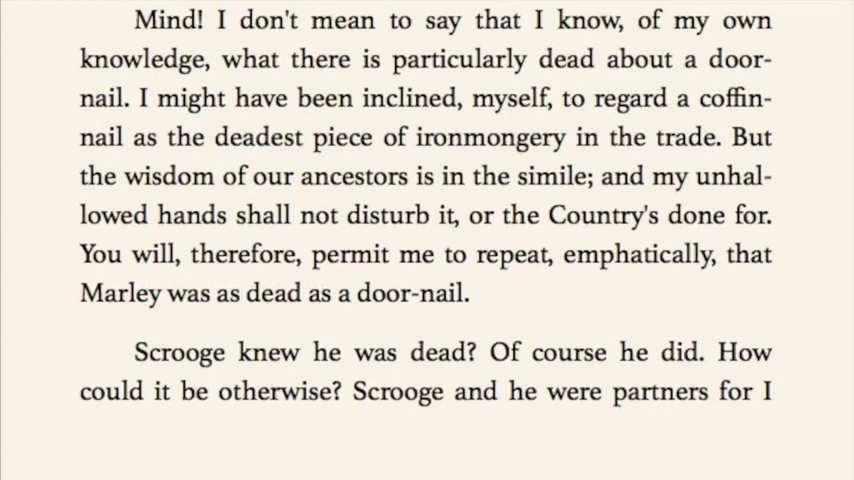 Mind! I don't mean to say that I know, of my own
knowledge, what there is particularly dead about a door-
nail. I might have been inclined, myself, to regard a coffin-
nail as the deadest piece of ironmongery in the trade. But
the wisdom of our ancestors is in the simile; and my unhal-
lowed hands shall not disturb it, or the Country's done for.
You will, therefore, permit me to repeat, emphatically, that
Marley was as dead as a door-nail.
Scrooge knew he was dead? Of course he did. How
could it be otherwise? Scrooge and he were partners for I